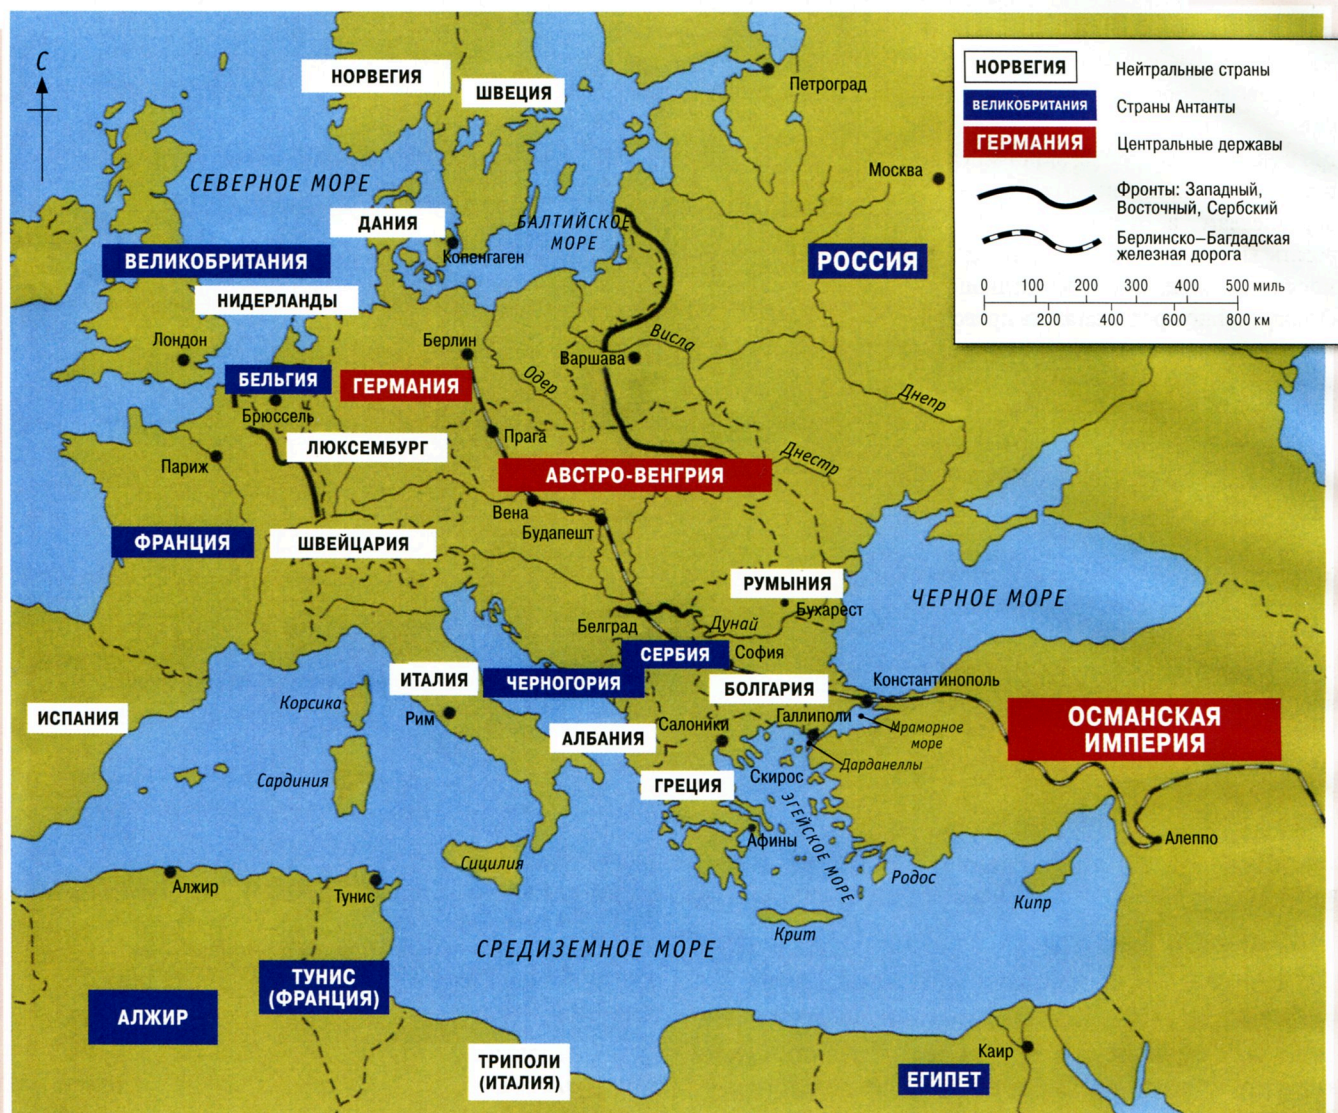 С
НОРВЕГИЯ
ШВЕЦИЯ
Петроград
Москва
СЕВЕРНОЕ МОРЕ
ДАНИЯ
БАЛТИЙСКОЕ
МОРЕ
Копенгаген
ВЕЛИКОБРИТАНИЯ
РОССИЯ
НИДЕРЛАНДЫ
Лондон
Берлин
Варшава
Висла
Одер
Днепр
БЕЛЬГИЯ
ГЕРМАНИЯ
Брюссель
Прага
ЛЮКСЕМБУРГ
Париж
АВСТРО-ВЕНГРИЯ
Днестр
Вена
Будапешт
ФРАНЦИЯ
ШВЕЙЦАРИЯ
РУМЫНИЯ
Бухарест
ЧЕРНОЕ МОРЕ
Белград
Дунай
СЕРБИЯ
София
ИТАЛИЯ
ЧЕРНОГОРИЯ
БОЛГАРИЯ
Константинополь
Корсика
Рим
ИСПАНИЯ
АЛБАНИЯ
Салоники
Галлиполи
Мраморное
море
ОСМАНСКАЯ
ИМПЕРИЯ
Дарданеллы
Сардиния
ГРЕЦИЯ
Скирос
ЭГЕЙСКОЕ МОРЕ
Афины
Алеппо
Сицилия
Алжир
Тунис
Родос
Кипр
Крит
СРЕДИЗЕМНОЕ МОРЕ
ТУНИС
(ФРАНЦИЯ)
АЛЖИР
ТРИПОЛИ
(ИТАЛИЯ)
Каир
ЕГИПЕТ
НОРВЕГИЯ Нейтральные страны
ВЕЛИКОБРИТАНИЯ Страны Антанты
ГЕРМАНИЯ Центральные державы
Фронты: Западный,
Восточный, Сербский
Берлинско–Багдадская
железная дорога
0 100 200 300 400 500 миль
0 200 400 600 800 км